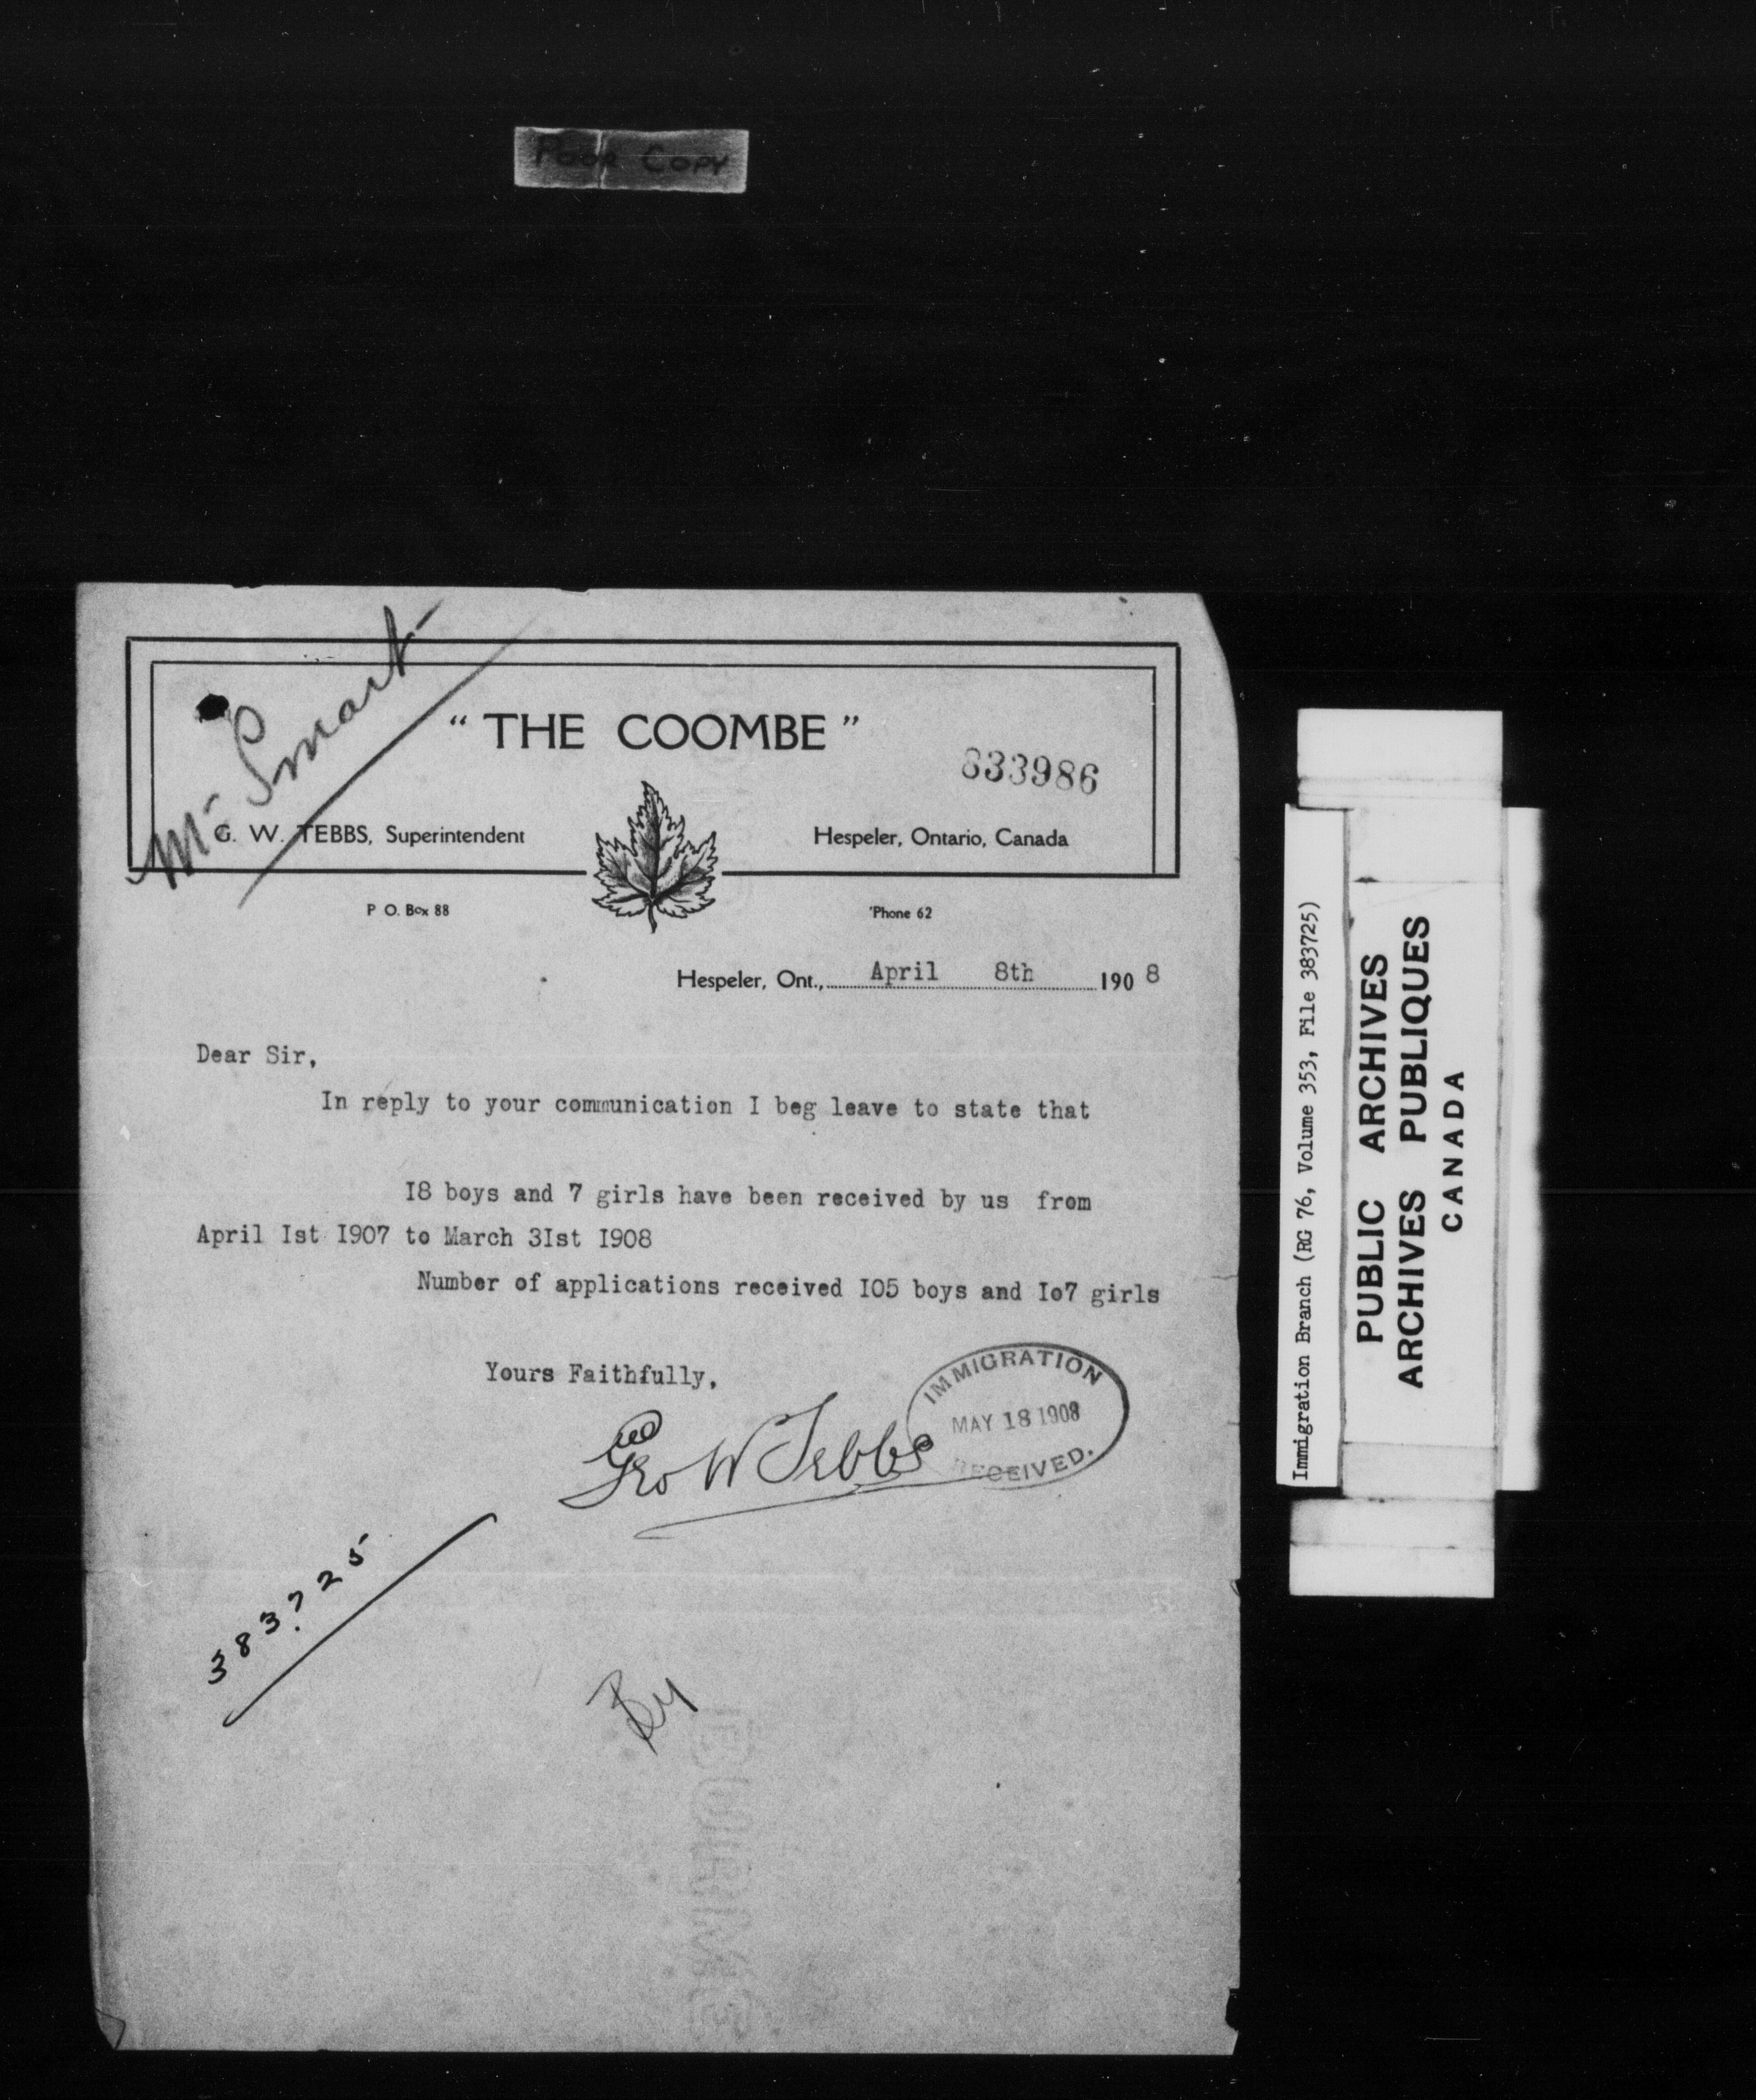 Poor Copy
Mr Smart
" THE COOMBE "
833986
G. W. TEBBS, Superintendent
Hespeler, Ontario, Canada
P O. Box 88
'Phone 62
Hespeler, Ont., April 8th 1908
Dear Sir,
In reply to your communication I beg leave to state that
I8 boys and 7 girls have been received by us from
April Ist I907 to March 3Ist I908
Number of applications received I05 boys and Io7 girls
Yours Faithfully,
Geo W Tebbs
IMMIGRATION
MAY 18 1908
RECEIVED.
383725
Immigration Branch (RG 76, Volume 353, File 383725)
PUBLIC ARCHIVES
ARCHIVES PUBLIQUES
CANADA